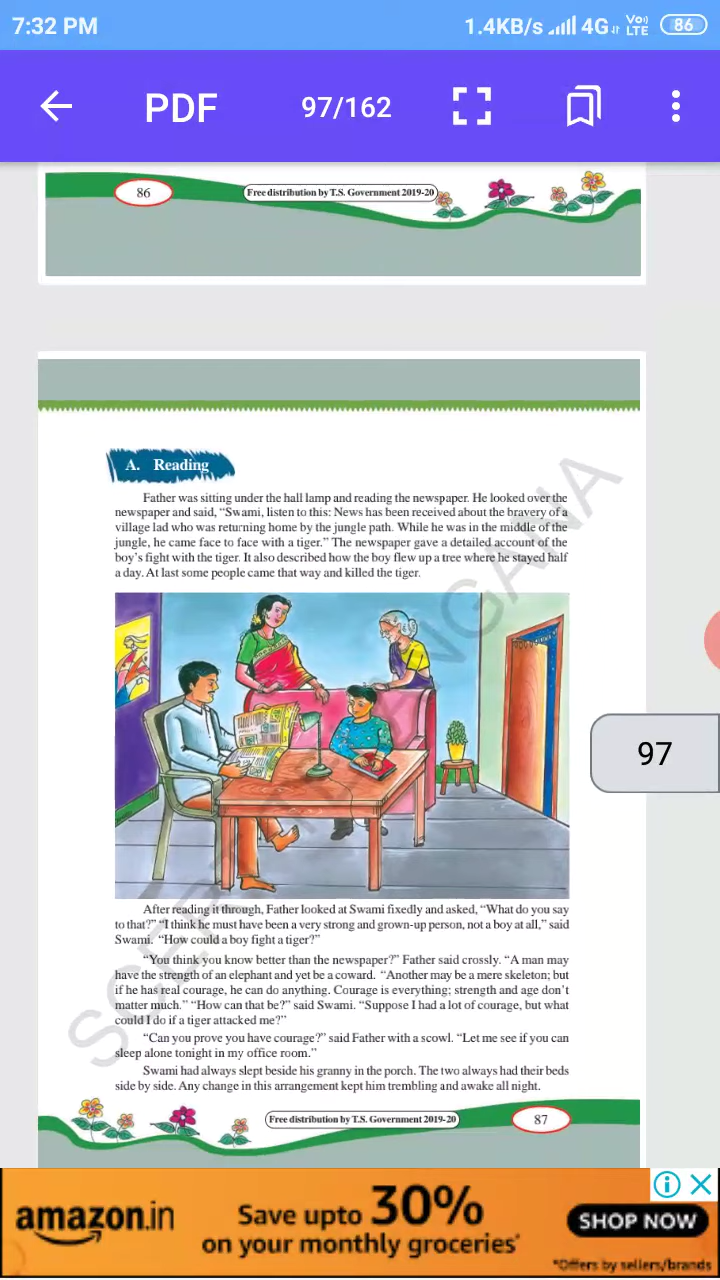 7:32 PM
1.4KB/s 4G Vo)) LTE 86
PDF 97/162
86 Free distribution by T.S. Government 2019-20
A. Reading
Father was sitting under the hall lamp and reading the newspaper. He looked over the
newspaper and said, “Swami, listen to this: News has been received about the bravery of a
village lad who was returning home by the jungle path. While he was in the middle of the
jungle, he came face to face with a tiger.” The newspaper gave a detailed account of the
boy’s fight with the tiger. It also described how the boy flew up a tree where he stayed half
a day. At last some people came that way and killed the tiger.
97
After reading it through, Father looked at Swami fixedly and asked, “What do you say
to that?” “I think he must have been a very strong and grown-up person, not a boy at all,” said
Swami. “How could a boy fight a tiger?”
“You think you know better than the newspaper?” Father said crossly. “A man may
have the strength of an elephant and yet be a coward. “Another may be a mere skeleton; but
if he has real courage, he can do anything. Courage is everything; strength and age don’t
matter much.” “How can that be?” said Swami. “Suppose I had a lot of courage, but what
could I do if a tiger attacked me?”
“Can you prove you have courage?” said Father with a scowl. “Let me see if you can
sleep alone tonight in my office room.”
Swami had always slept beside his granny in the porch. The two always had their beds
side by side. Any change in this arrangement kept him trembling and awake all night.
Free distribution by T.S. Government 2019-20 87
amazon.in
Save upto 30%
on your monthly groceries*
SHOP NOW
*Offers by sellers/brands